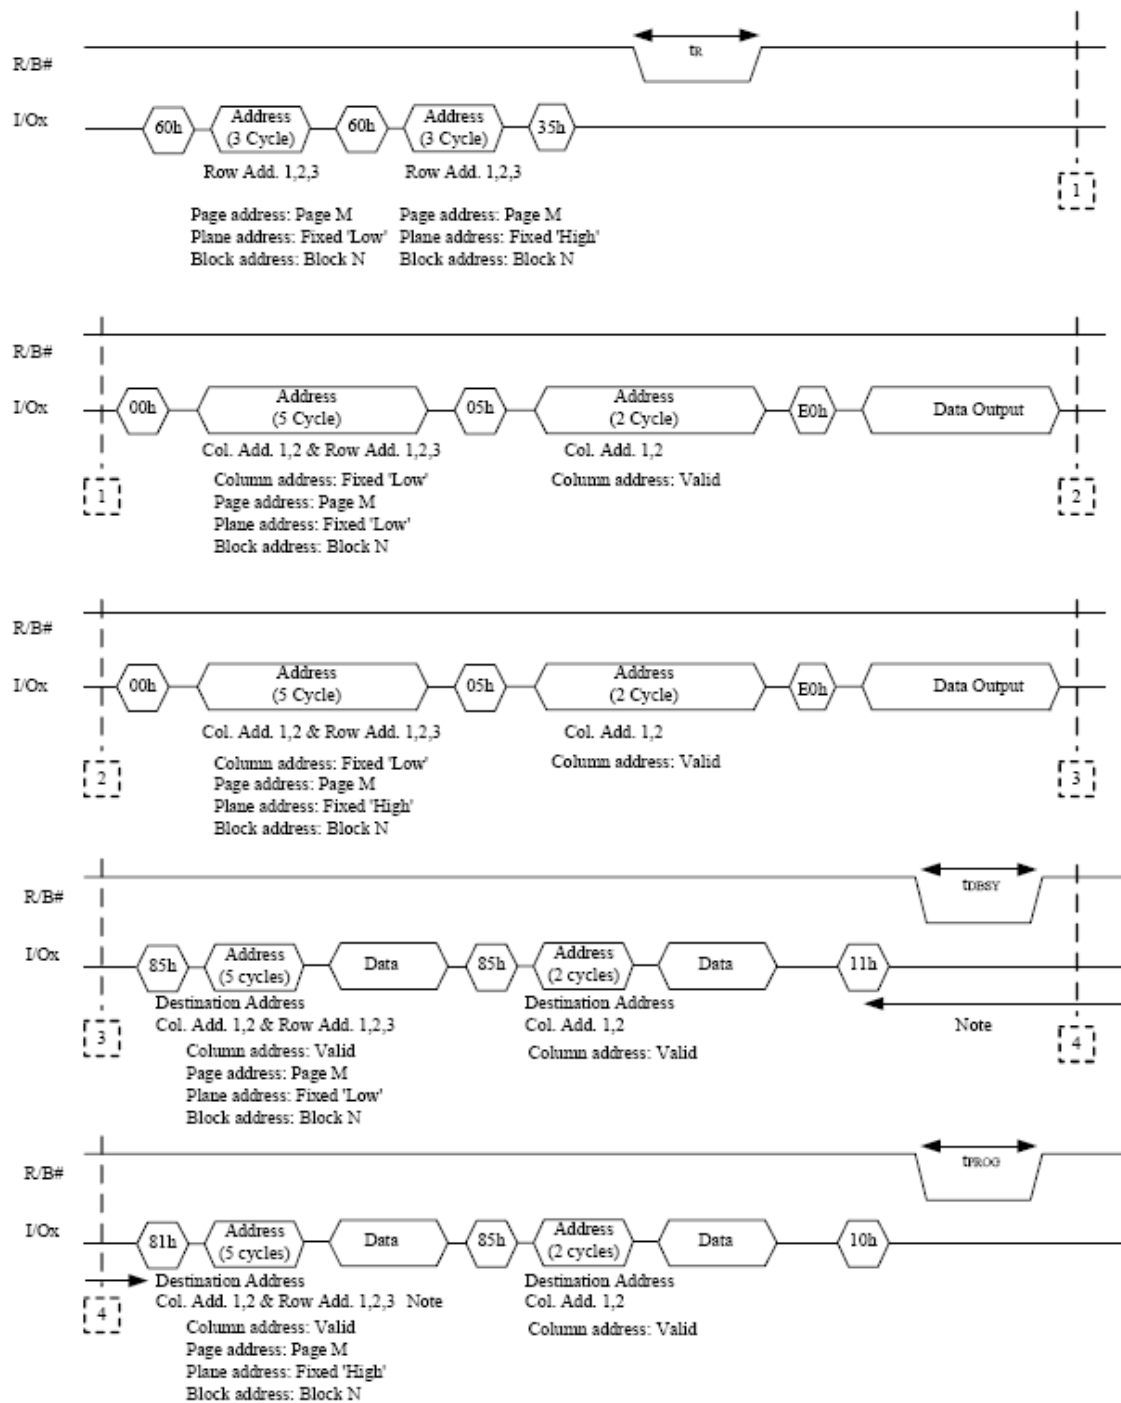 tR
R/B#
I/Ox
60h
Address
(3 Cycle)
60h
Address
(3 Cycle)
35h
Row Add. 1,2,3
Row Add. 1,2,3
1
Page address: Page M
Plane address: Fixed 'Low'
Block address: Block N
Page address: Page M
Plane address: Fixed 'High'
Block address: Block N
R/B#
I/Ox
00h
Address
(5 Cycle)
05h
Address
(2 Cycle)
E0h
Data Output
Col. Add. 1,2 & Row Add. 1,2,3
Col. Add. 1,2
Column address: Fixed 'Low'
Page address: Page M
Plane address: Fixed 'Low'
Block address: Block N
Column address: Valid
1
2
R/B#
I/Ox
00h
Address
(5 Cycle)
05h
Address
(2 Cycle)
E0h
Data Output
Col. Add. 1,2 & Row Add. 1,2,3
Col. Add. 1,2
Column address: Fixed 'Low'
Page address: Page M
Plane address: Fixed 'High'
Block address: Block N
Column address: Valid
2
3
tDBSY
R/B#
I/Ox
85h
Address
(5 cycles)
Data
85h
Address
(2 cycles)
Data
11h
Destination Address
Col. Add. 1,2 & Row Add. 1,2,3
Destination Address
Col. Add. 1,2
Note
3
4
Column address: Valid
Page address: Page M
Plane address: Fixed 'Low'
Block address: Block N
Column address: Valid
tPROG
R/B#
I/Ox
81h
Address
(5 cycles)
Data
85h
Address
(2 cycles)
Data
10h
Destination Address
Col. Add. 1,2 & Row Add. 1,2,3 Note
Destination Address
Col. Add. 1,2
4
Column address: Valid
Page address: Page M
Plane address: Fixed 'High'
Block address: Block N
Column address: Valid